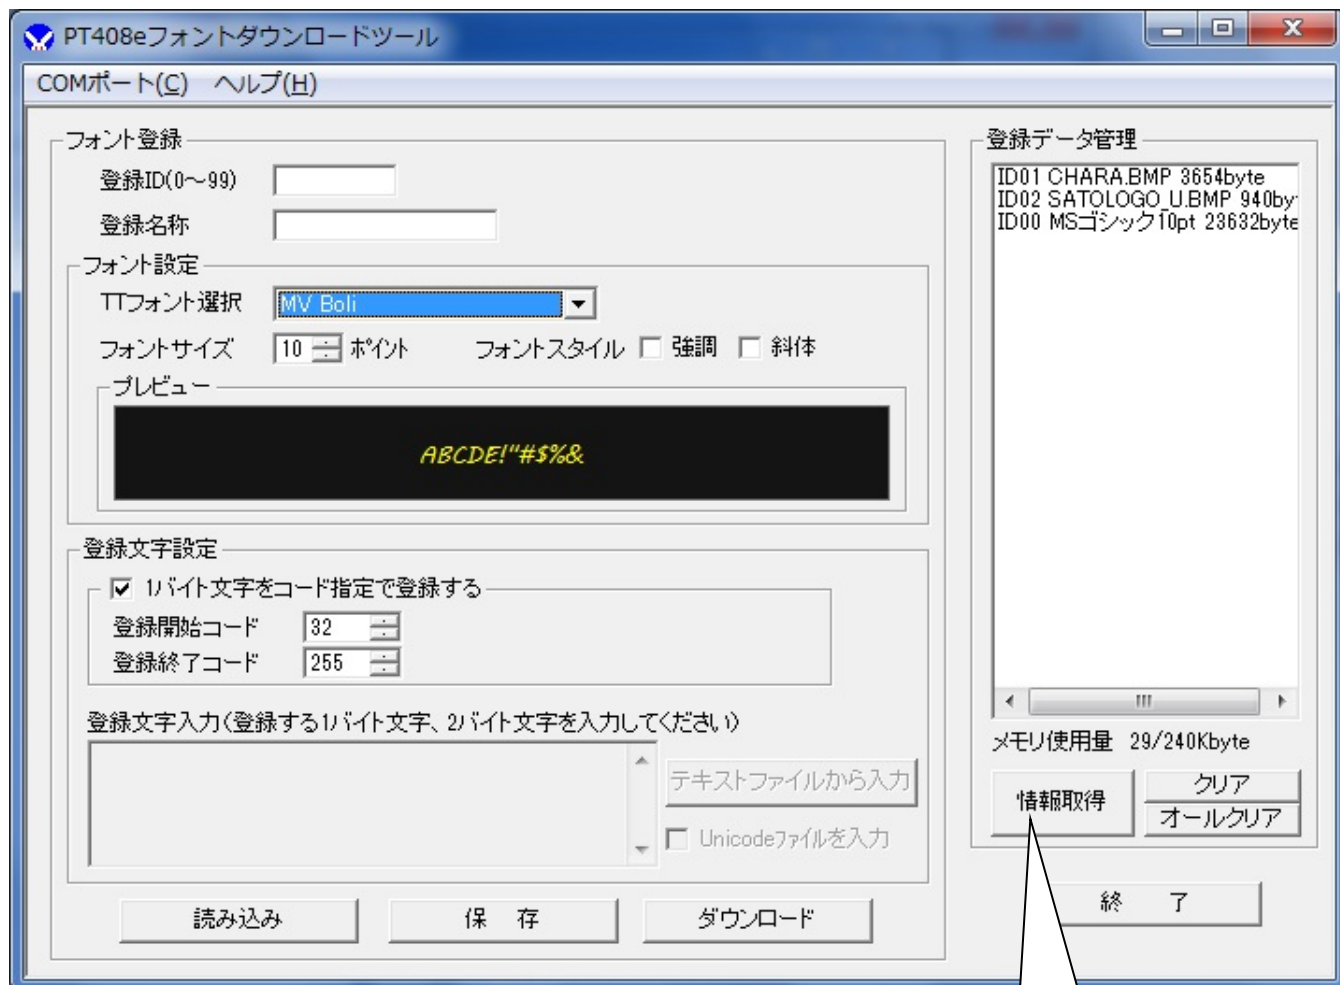 PT408eフォントダウンロードツール
COMポート(C) ヘルプ(H)
フォント登録
登録ID(0～99)
登録名称
フォント設定
TTフォント選択 MV Boli
フォントサイズ 10 ポイント フォントスタイル 強調 斜体
プレビュー
ABCDE!"#$%&
登録文字設定
1バイト文字をコード指定で登録する
登録開始コード 32
登録終了コード 255
登録文字入力(登録する1バイト文字、2バイト文字を入力してください)
テキストファイルから入力
Unicodeファイルを入力
読み込み 保 存 ダウンロード
登録データ管理
ID01 CHARA.BMP 3654byte
ID02 SATOLOGO_U.BMP 940by
ID00 MSゴシック10pt 23632byte
メモリ使用量 29/240Kbyte
情報取得
クリア
オールクリア
終 了